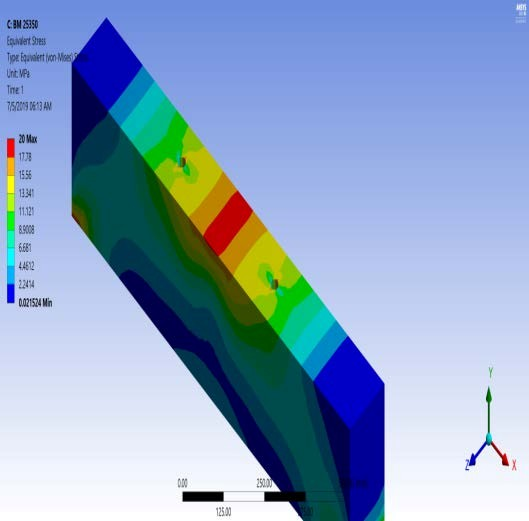 C: BM 25350
Equivalent Stress
Type: Equivalent (von-Mises) S
Unit: MPa
Time: 1
7/5/2019 06:13 AM
20 Max
17.78
15.56
13.341
11.121
8.9008
6.681
4.4612
2.2414
0.021524 Min
Y
Z
X
0.00
250.00
125.00